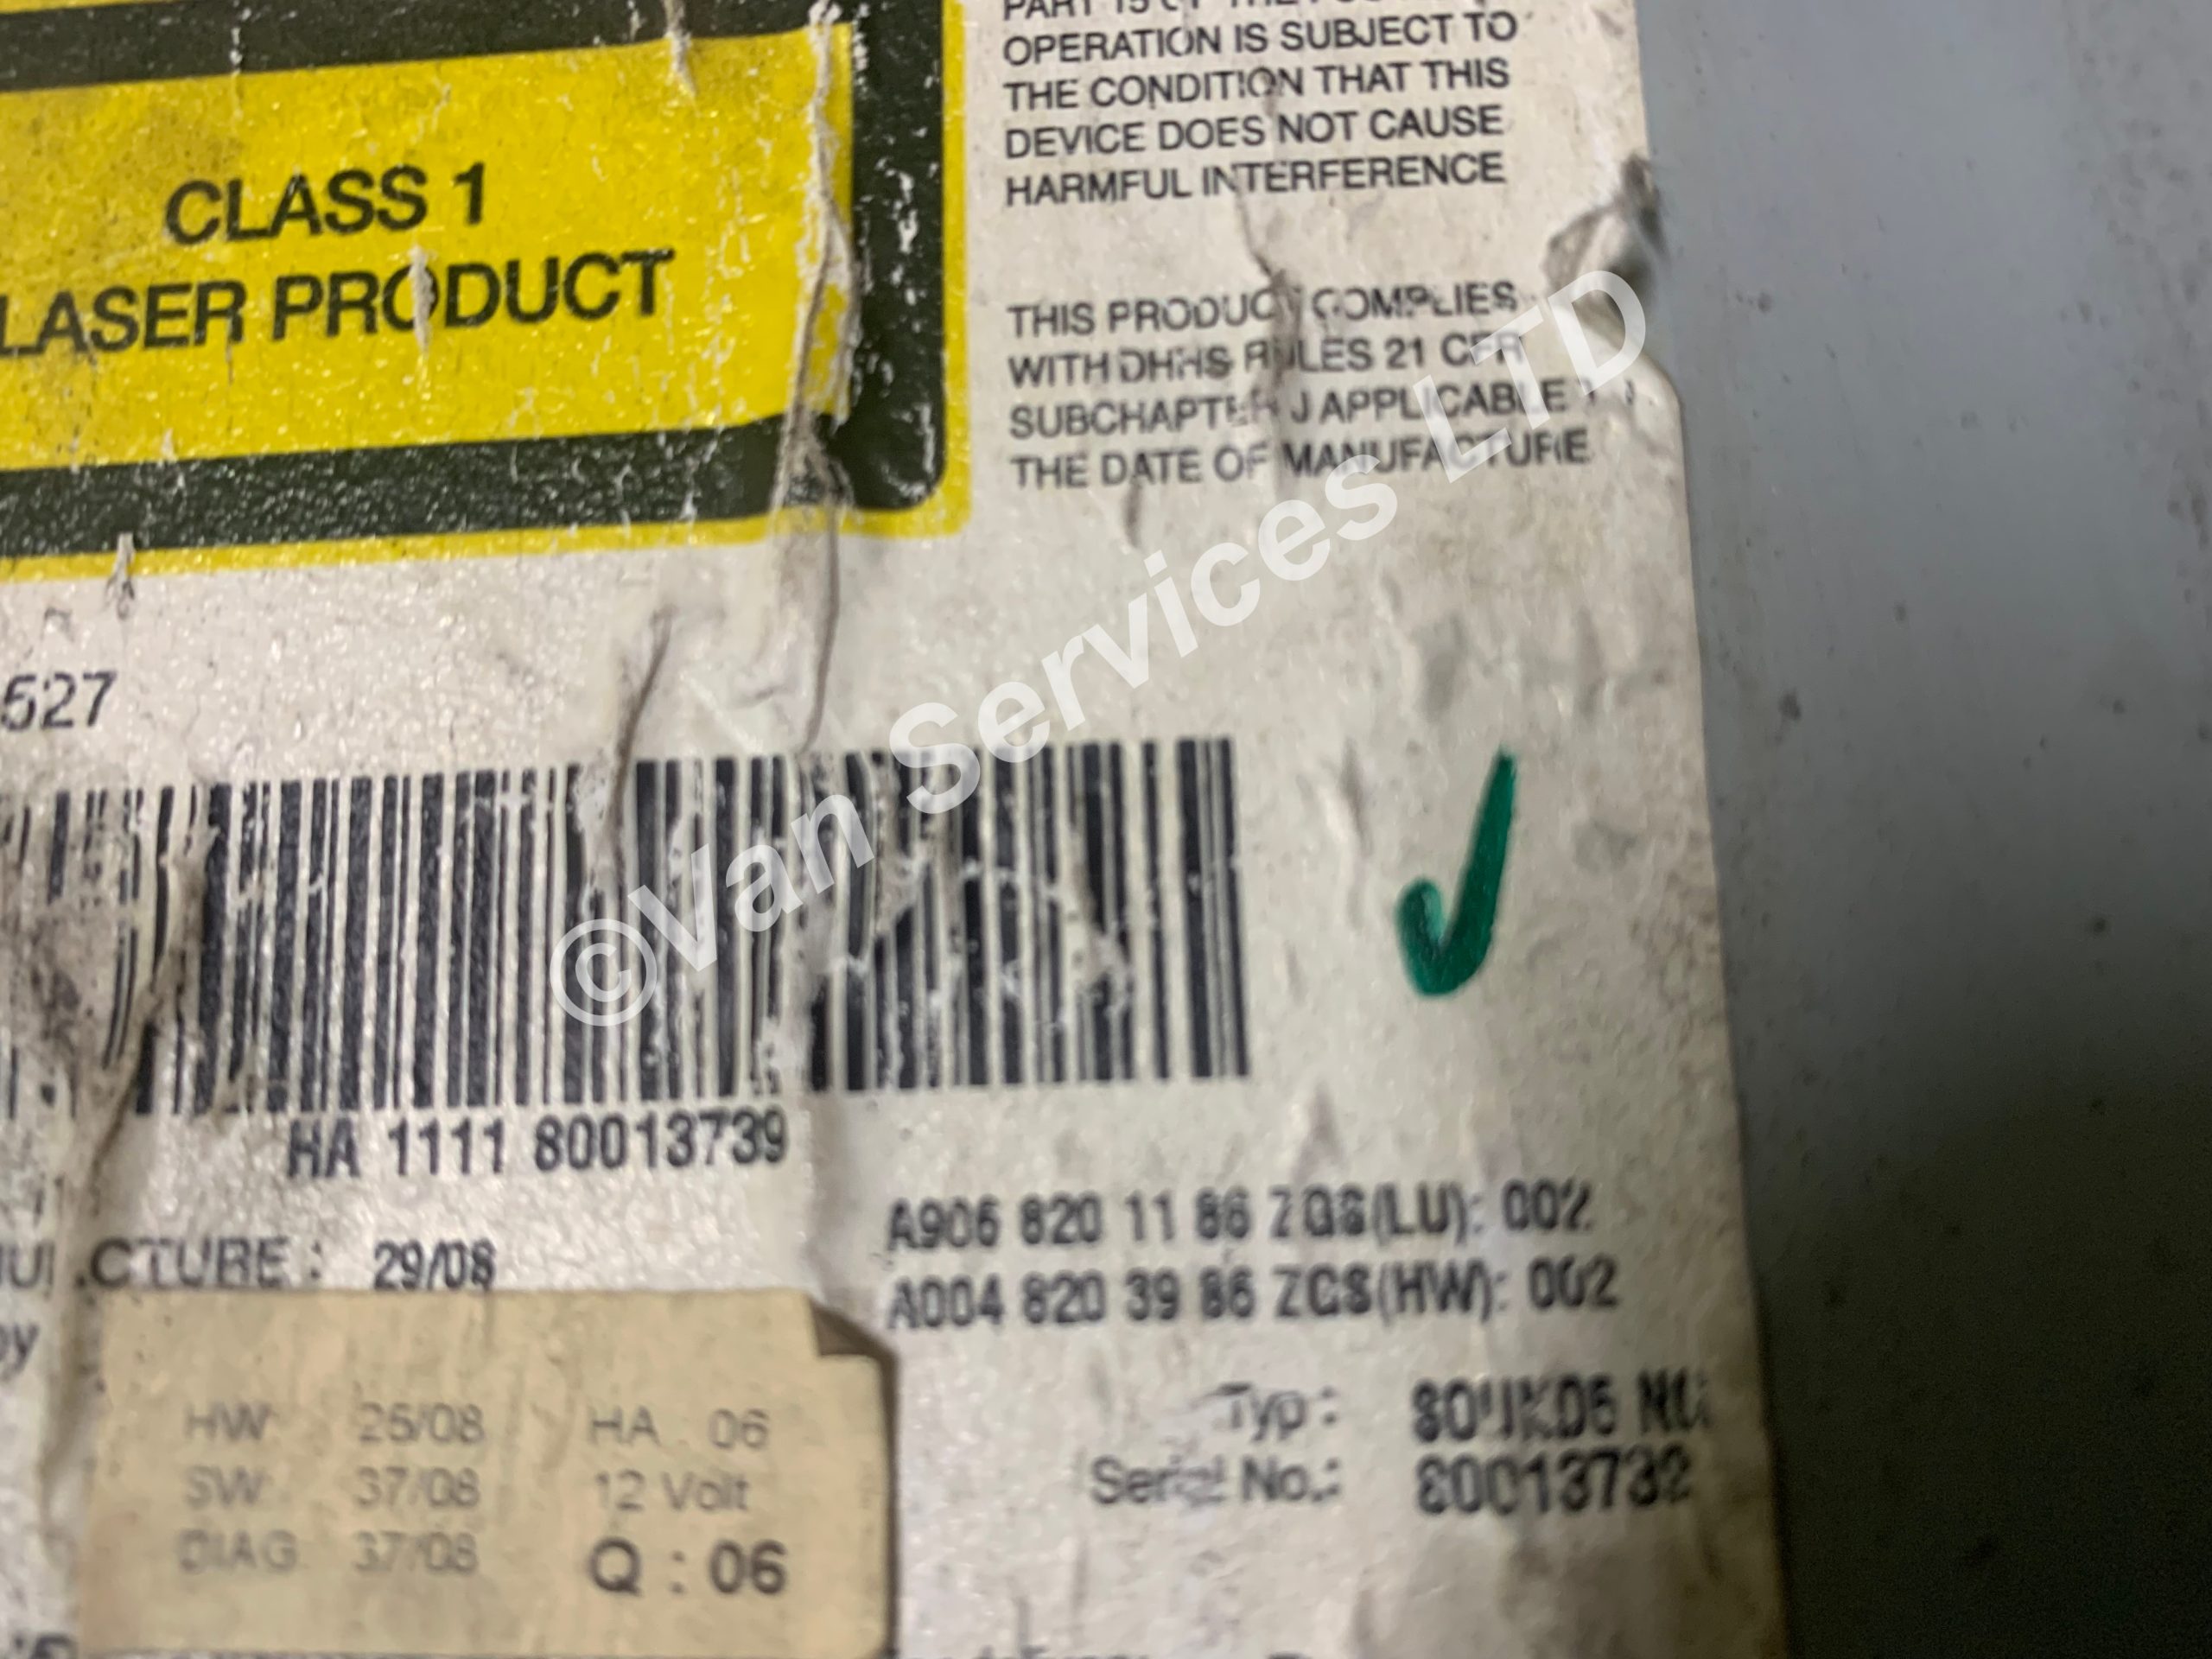 OPERATION IS SUBJECT TO
THE CONDITION THAT THIS
DEVICE DOES NOT CAUSE
HARMFUL INTERFERENCE
CLASS 1
LASER PRODUCT
THIS PRODUCT COMPLIES
WITH DHHS RULES 21 CFR
SUBCHAPTER J APPLICABLE
THE DATE OF MANUFACTURE
©Van Services LTD
527
HA 1111 80013739
CTURE: 29/08
A906 820 11 86 ZGS(LU): 002
A004 820 39 86 ZGS(HW): 002
HW 25/08 HA 06
SW 37/08 12 Volt
DIAG 37/08 Q : 06
Typ:
Serial No.: